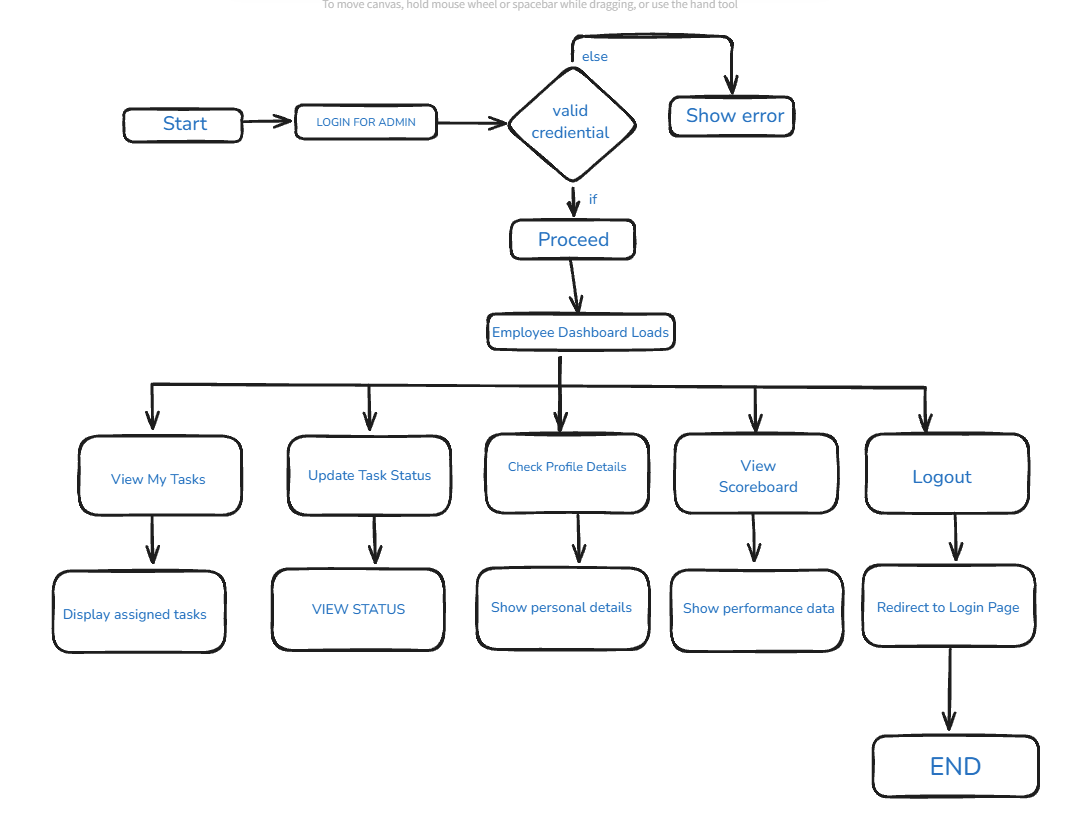 To move canvas, hold mouse wheel or spacebar while dragging, or use the hand tool
else
Start
LOGIN FOR ADMIN
valid
crediential
Show error
if
Proceed
Employee Dashboard Loads
View My Tasks
Update Task Status
Check Profile Details
View
Scoreboard
Logout
Display assigned tasks
VIEW STATUS
Show personal details
Show performance data
Redirect to Login Page
END